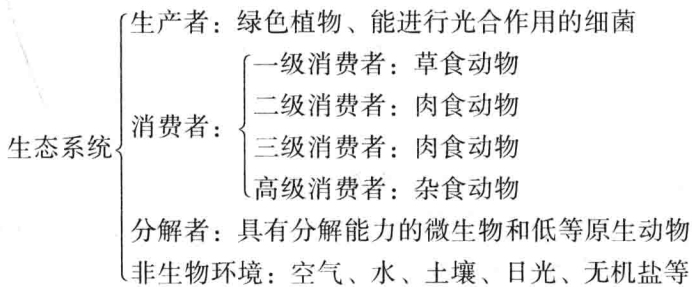 生产者：绿色植物、能进行光合作用的细菌
一级消费者：草食动物
二级消费者：肉食动物
消费者：
三级消费者：肉食动物
生态系统
高级消费者：杂食动物
分解者：具有分解能力的微生物和低等原生动物
非生物环境：空气、水、土壤、日光、无机盐等